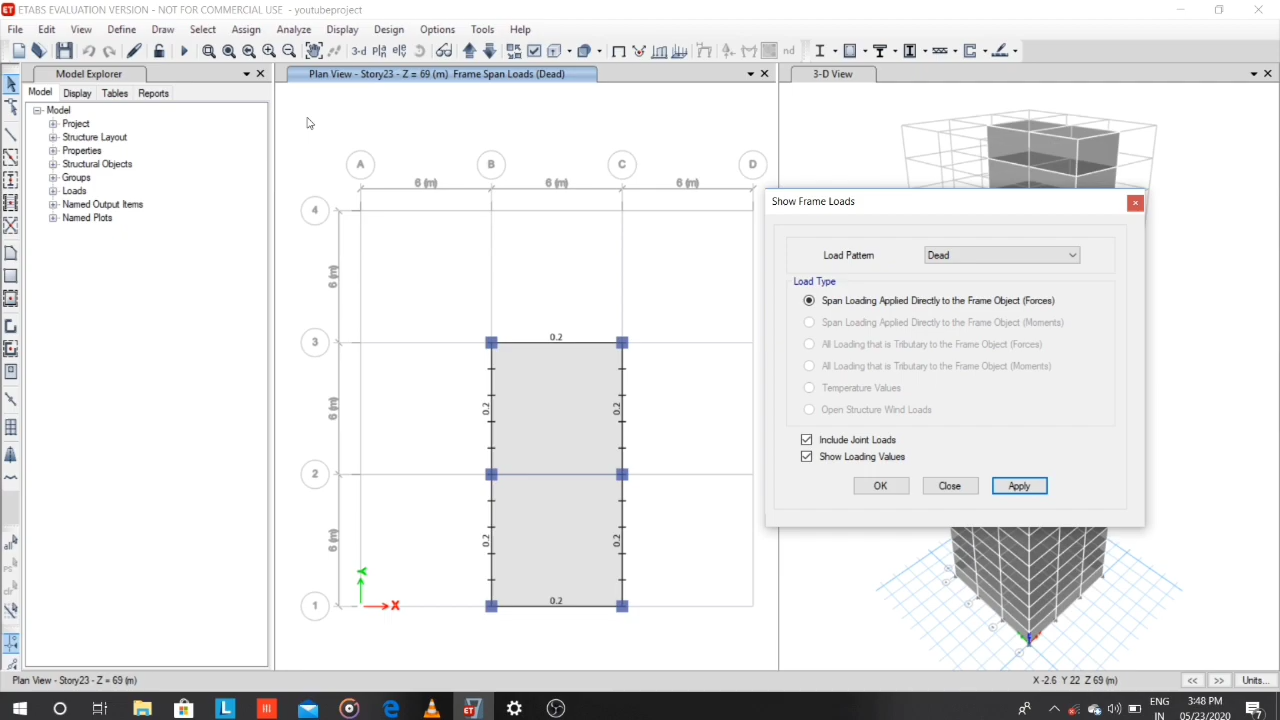 ETABS EVALUATION VERSION - NOT FOR COMMERCIAL USE - youtubeproject
File Edit View Define Draw Select Assign Analyze Display Design Options Tools Help
3-d nd
Model Explorer
Plan View - Story23 - Z = 69 (m) Frame Span Loads (Dead)
3-D View
Model Display Tables Reports
Model
Project
Structure Layout
Properties
Structural Objects
Groups
Loads
Named Output Items
Named Plots
all
ps
clr
A B C D
6 (m) 6 (m) 6 (m)
4
6 (m)
3
0.2
6 (m)
0.2 0.2
2
6 (m)
0.2 0.2
1
0.2
Y
X
Show Frame Loads
Load Pattern Dead
Load Type
Span Loading Applied Directly to the Frame Object (Forces)
Span Loading Applied Directly to the Frame Object (Moments)
All Loading that is Tributary to the Frame Object (Forces)
All Loading that is Tributary to the Frame Object (Moments)
Temperature Values
Open Structure Wind Loads
Include Joint Loads
Show Loading Values
OK Close Apply
Plan View - Story23 - Z = 69 (m)
X -2.6 Y 22 Z 69 (m)
<< >> Units...
ENG
IN
3:48 PM
05/23/2020